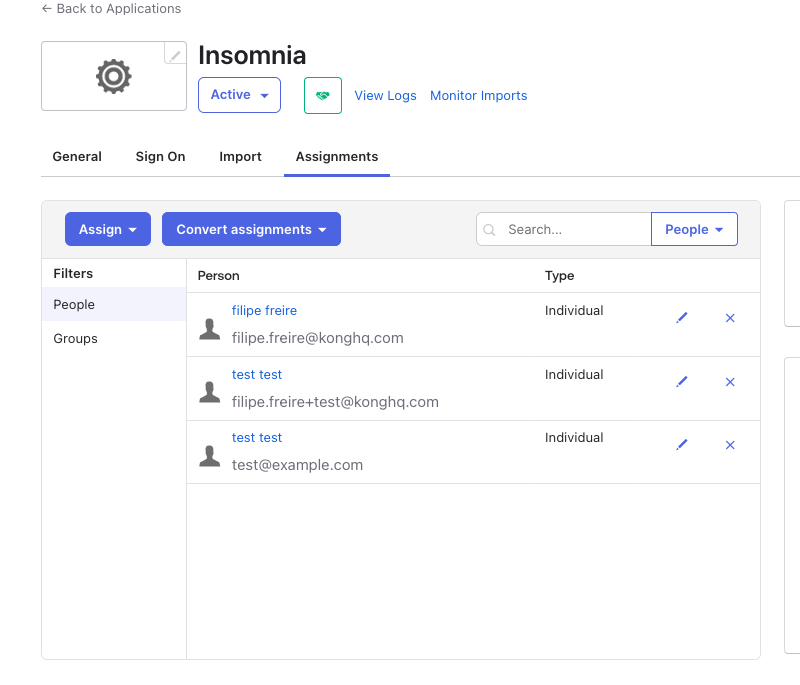 ← Back to Applications
Insomnia
Active
View Logs
Monitor Imports
General
Sign On
Import
Assignments
Assign
Convert assignments
Search...
People
Filters
People
Groups
Person
Type
filipe freire
Individual
filipe.freire@konghq.com
test test
Individual
filipe.freire+test@konghq.com
test test
Individual
test@example.com